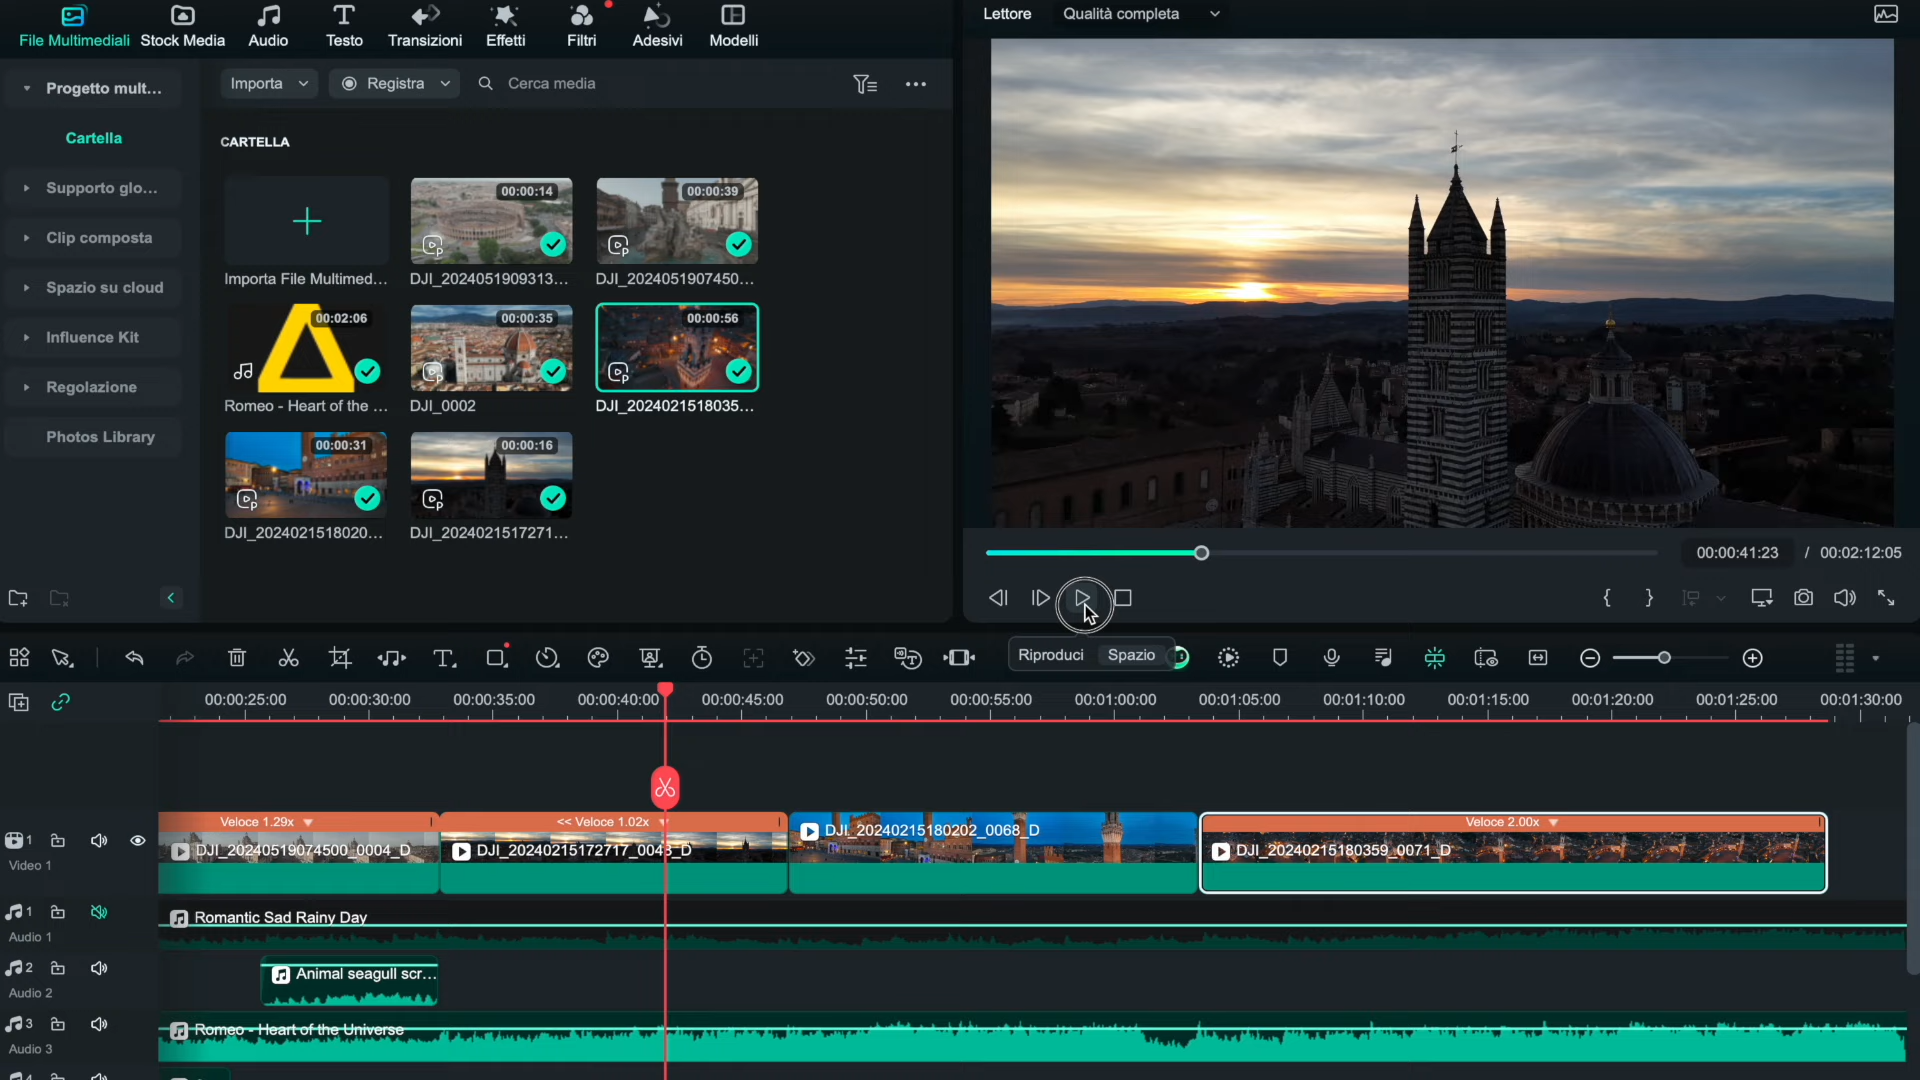 File Multimediali
Stock Media
Audio
Testo
Transizioni
Effetti
Filtri
Adesivi
Modelli
Lettore
Qualità completa
Progetto mult...
Cartella
Supporto glo...
Clip composta
Spazio su cloud
Influence Kit
Regolazione
Photos Library
Importa
Registra
Cerca media
CARTELLA
00:00:14
00:00:39
Importa File Multimed...
DJI_2024051909313...
DJI_2024051907450...
00:02:06
00:00:35
00:00:56
Romeo - Heart of the ...
DJI_0002
DJI_2024021518035...
00:00:31
00:00:16
DJI_2024021518020...
DJI_2024021517271...
00:00:41:23 / 00:02:12:05
Riproduci Spazio
00:00:25:00
00:00:30:00
00:00:35:00
00:00:40:00
00:00:45:00
00:00:50:00
00:00:55:00
00:01:00:00
00:01:05:00
00:01:10:00
00:01:15:00
00:01:20:00
00:01:25:00
00:01:30:00
Veloce 1.29x
<< Veloce 1.02x
Veloce 2.00x
1
DJI_20240519074500_0004_D
DJI_20240215172717_0043_D
DJI_20240215180202_0068_D
DJI_20240215180359_0071_D
Video 1
1
Romantic Sad Rainy Day
Audio 1
2
Animal seagull scr...
Audio 2
3
Romeo - Heart of the Universe
Audio 3